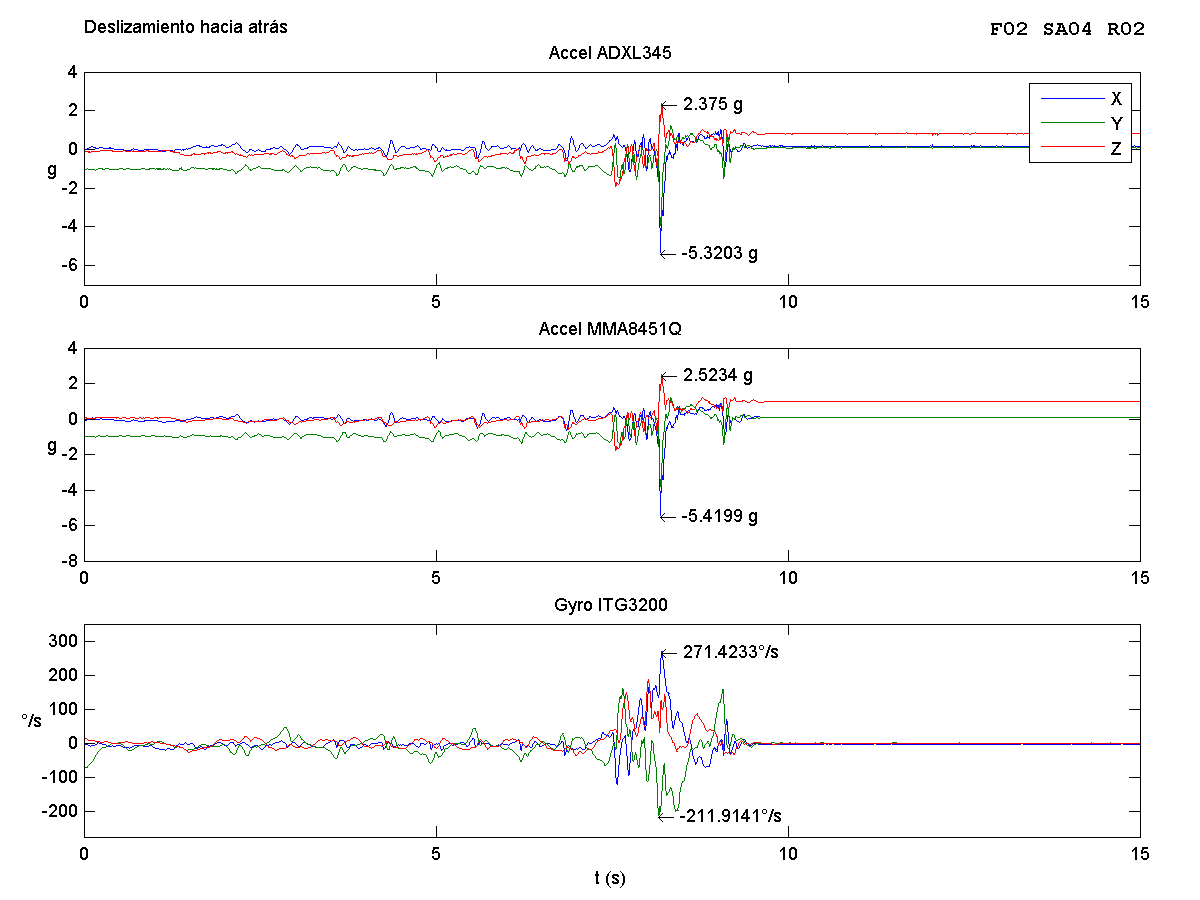 Deslizamiento hacia atrás
F02 SA04 R02
Accel ADXL345
4
2
0
-2
-4
-6
g
2.375 g
-5.3203 g
X
Y
Z
0
5
10
15
Accel MMA8451Q
4
2
0
-2
-4
-6
-8
g
2.5234 g
-5.4199 g
0
5
10
15
Gyro ITG3200
300
200
100
0
-100
-200
°/s
271.4233°/s
-211.9141°/s
0
5
10
15
t (s)